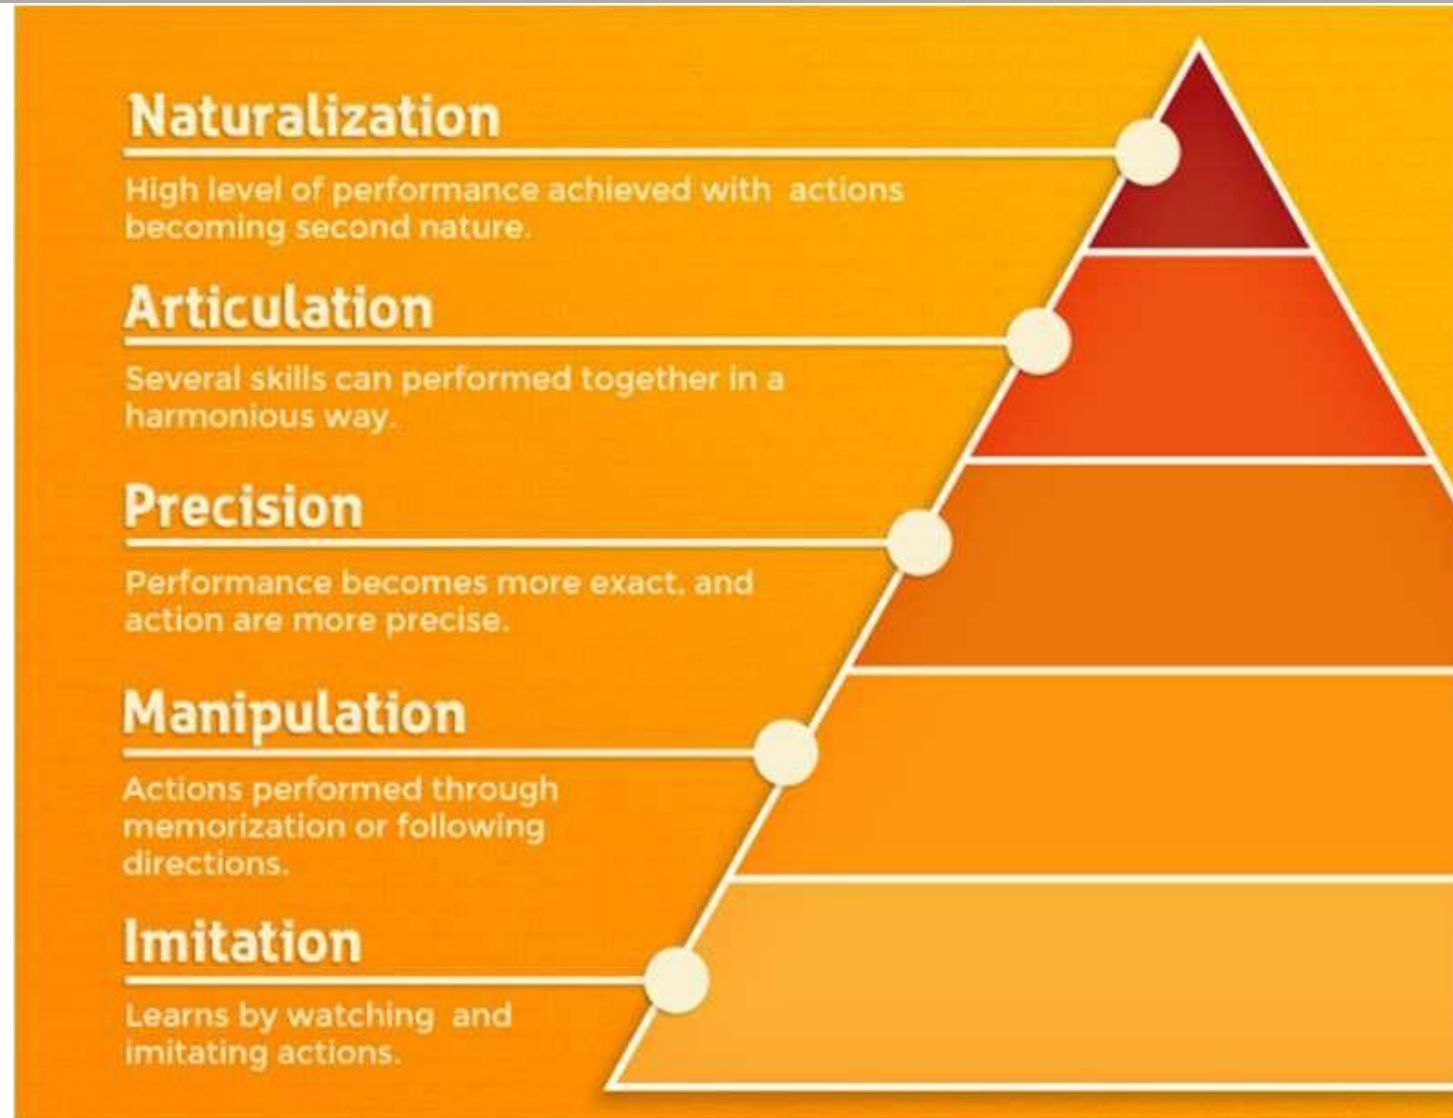 Naturalization
High level of performance achieved with actions
becoming second nature.
Articulation
Several skills can performed together in a
harmonious way.
Precision
Performance becomes more exact, and
action are more precise.
Manipulation
Actions performed through
memorization or following
directions.
Imitation
Learns by watching and
imitating actions.